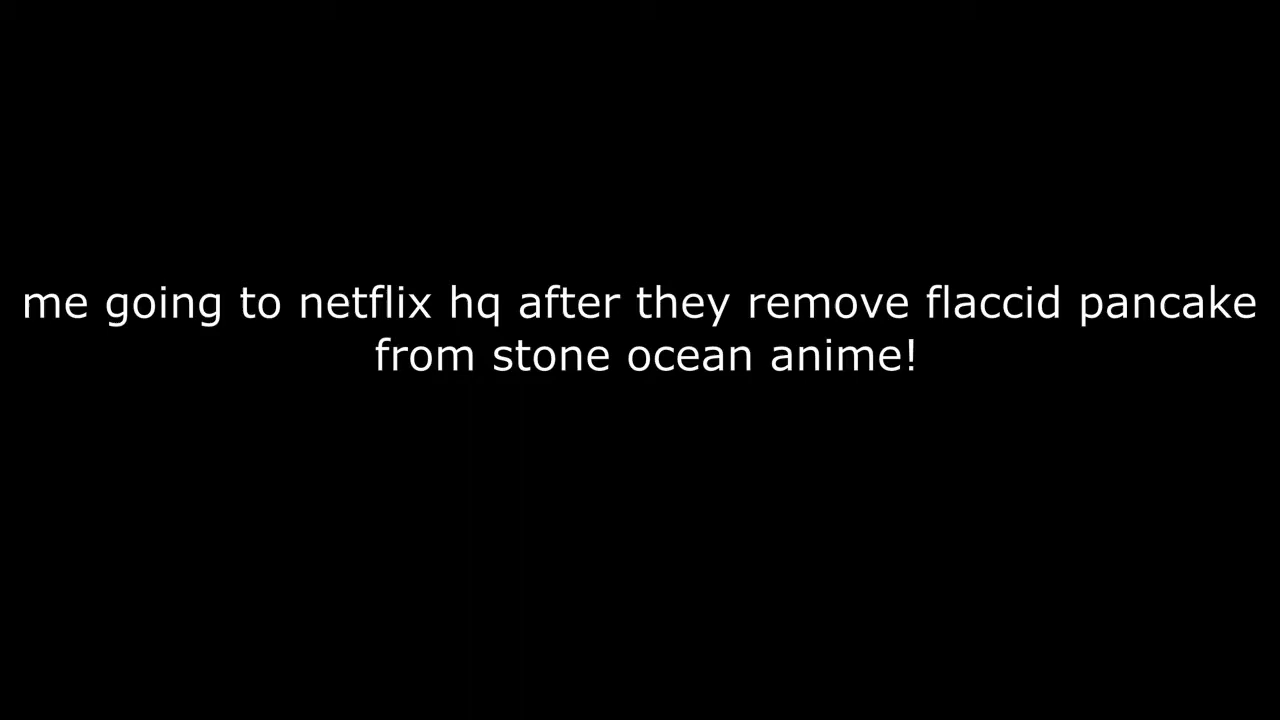 me going to netflix hq after they remove flaccid pancake
from stone ocean anime!